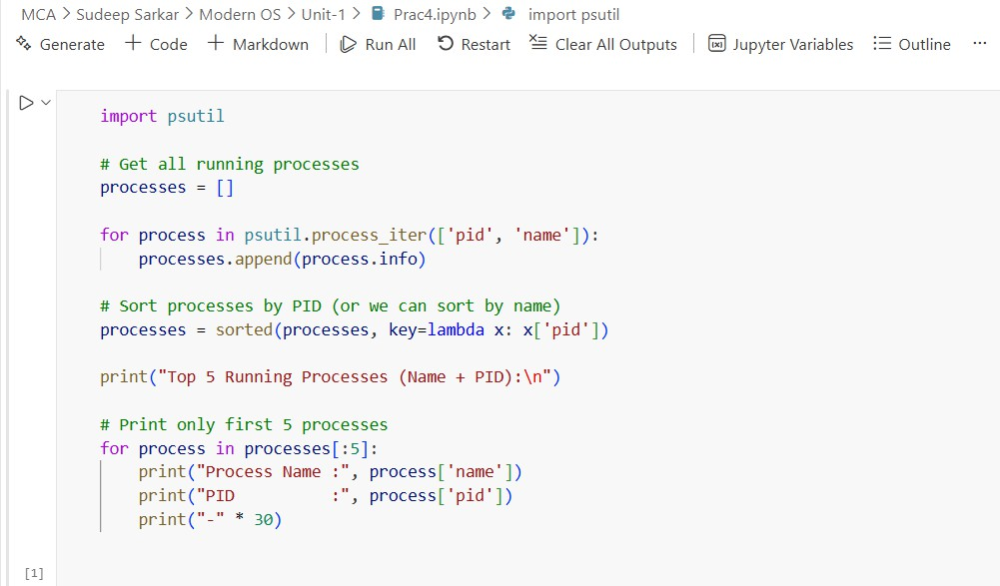 MCA > Sudeep Sarkar > Modern OS > Unit-1 > Prac4.ipynb > import psutil
Generate + Code + Markdown | Run All Restart Clear All Outputs | Jupyter Variables Outline ...
import psutil

# Get all running processes
processes = []

for process in psutil.process_iter(['pid', 'name']):
    processes.append(process.info)

# Sort processes by PID (or we can sort by name)
processes = sorted(processes, key=lambda x: x['pid'])

print("Top 5 Running Processes (Name + PID):\n")

# Print only first 5 processes
for process in processes[:5]:
    print("Process Name :", process['name'])
    print("PID          :", process['pid'])
    print("-" * 30)
[1]